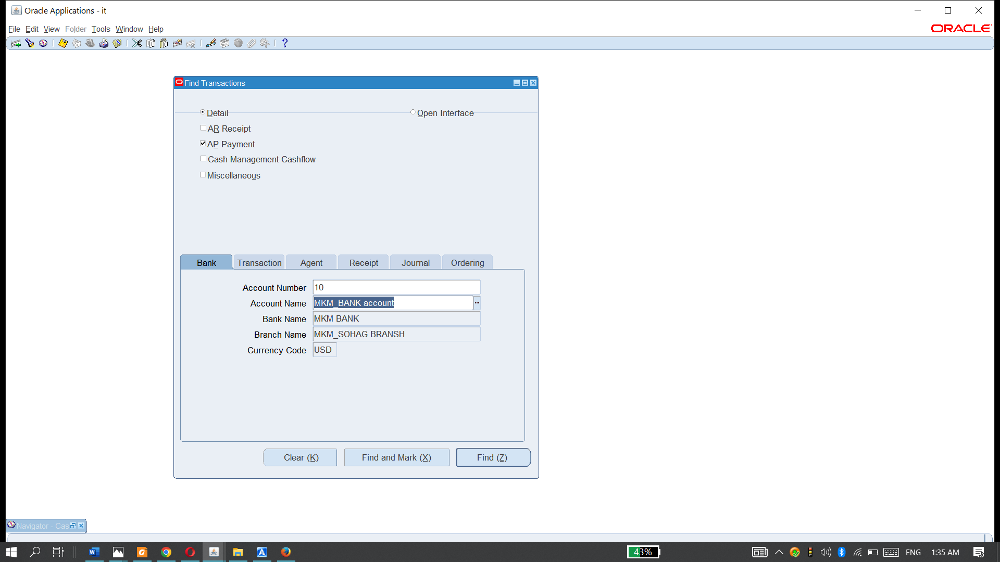 Oracle Applications - it
File Edit View Folder Tools Window Help
ORACLE
Find Transactions
Detail
Open Interface
AR Receipt
AP Payment
Cash Management Cashflow
Miscellaneous
Bank Transaction Agent Receipt Journal Ordering
Account Number 10
Account Name MKM_BANK account
Bank Name MKM BANK
Branch Name MKM_SOHAG BRANSH
Currency Code USD
Clear (K) Find and Mark (X) Find (Z)
Navigator - Cas
43% ENG 1:35 AM